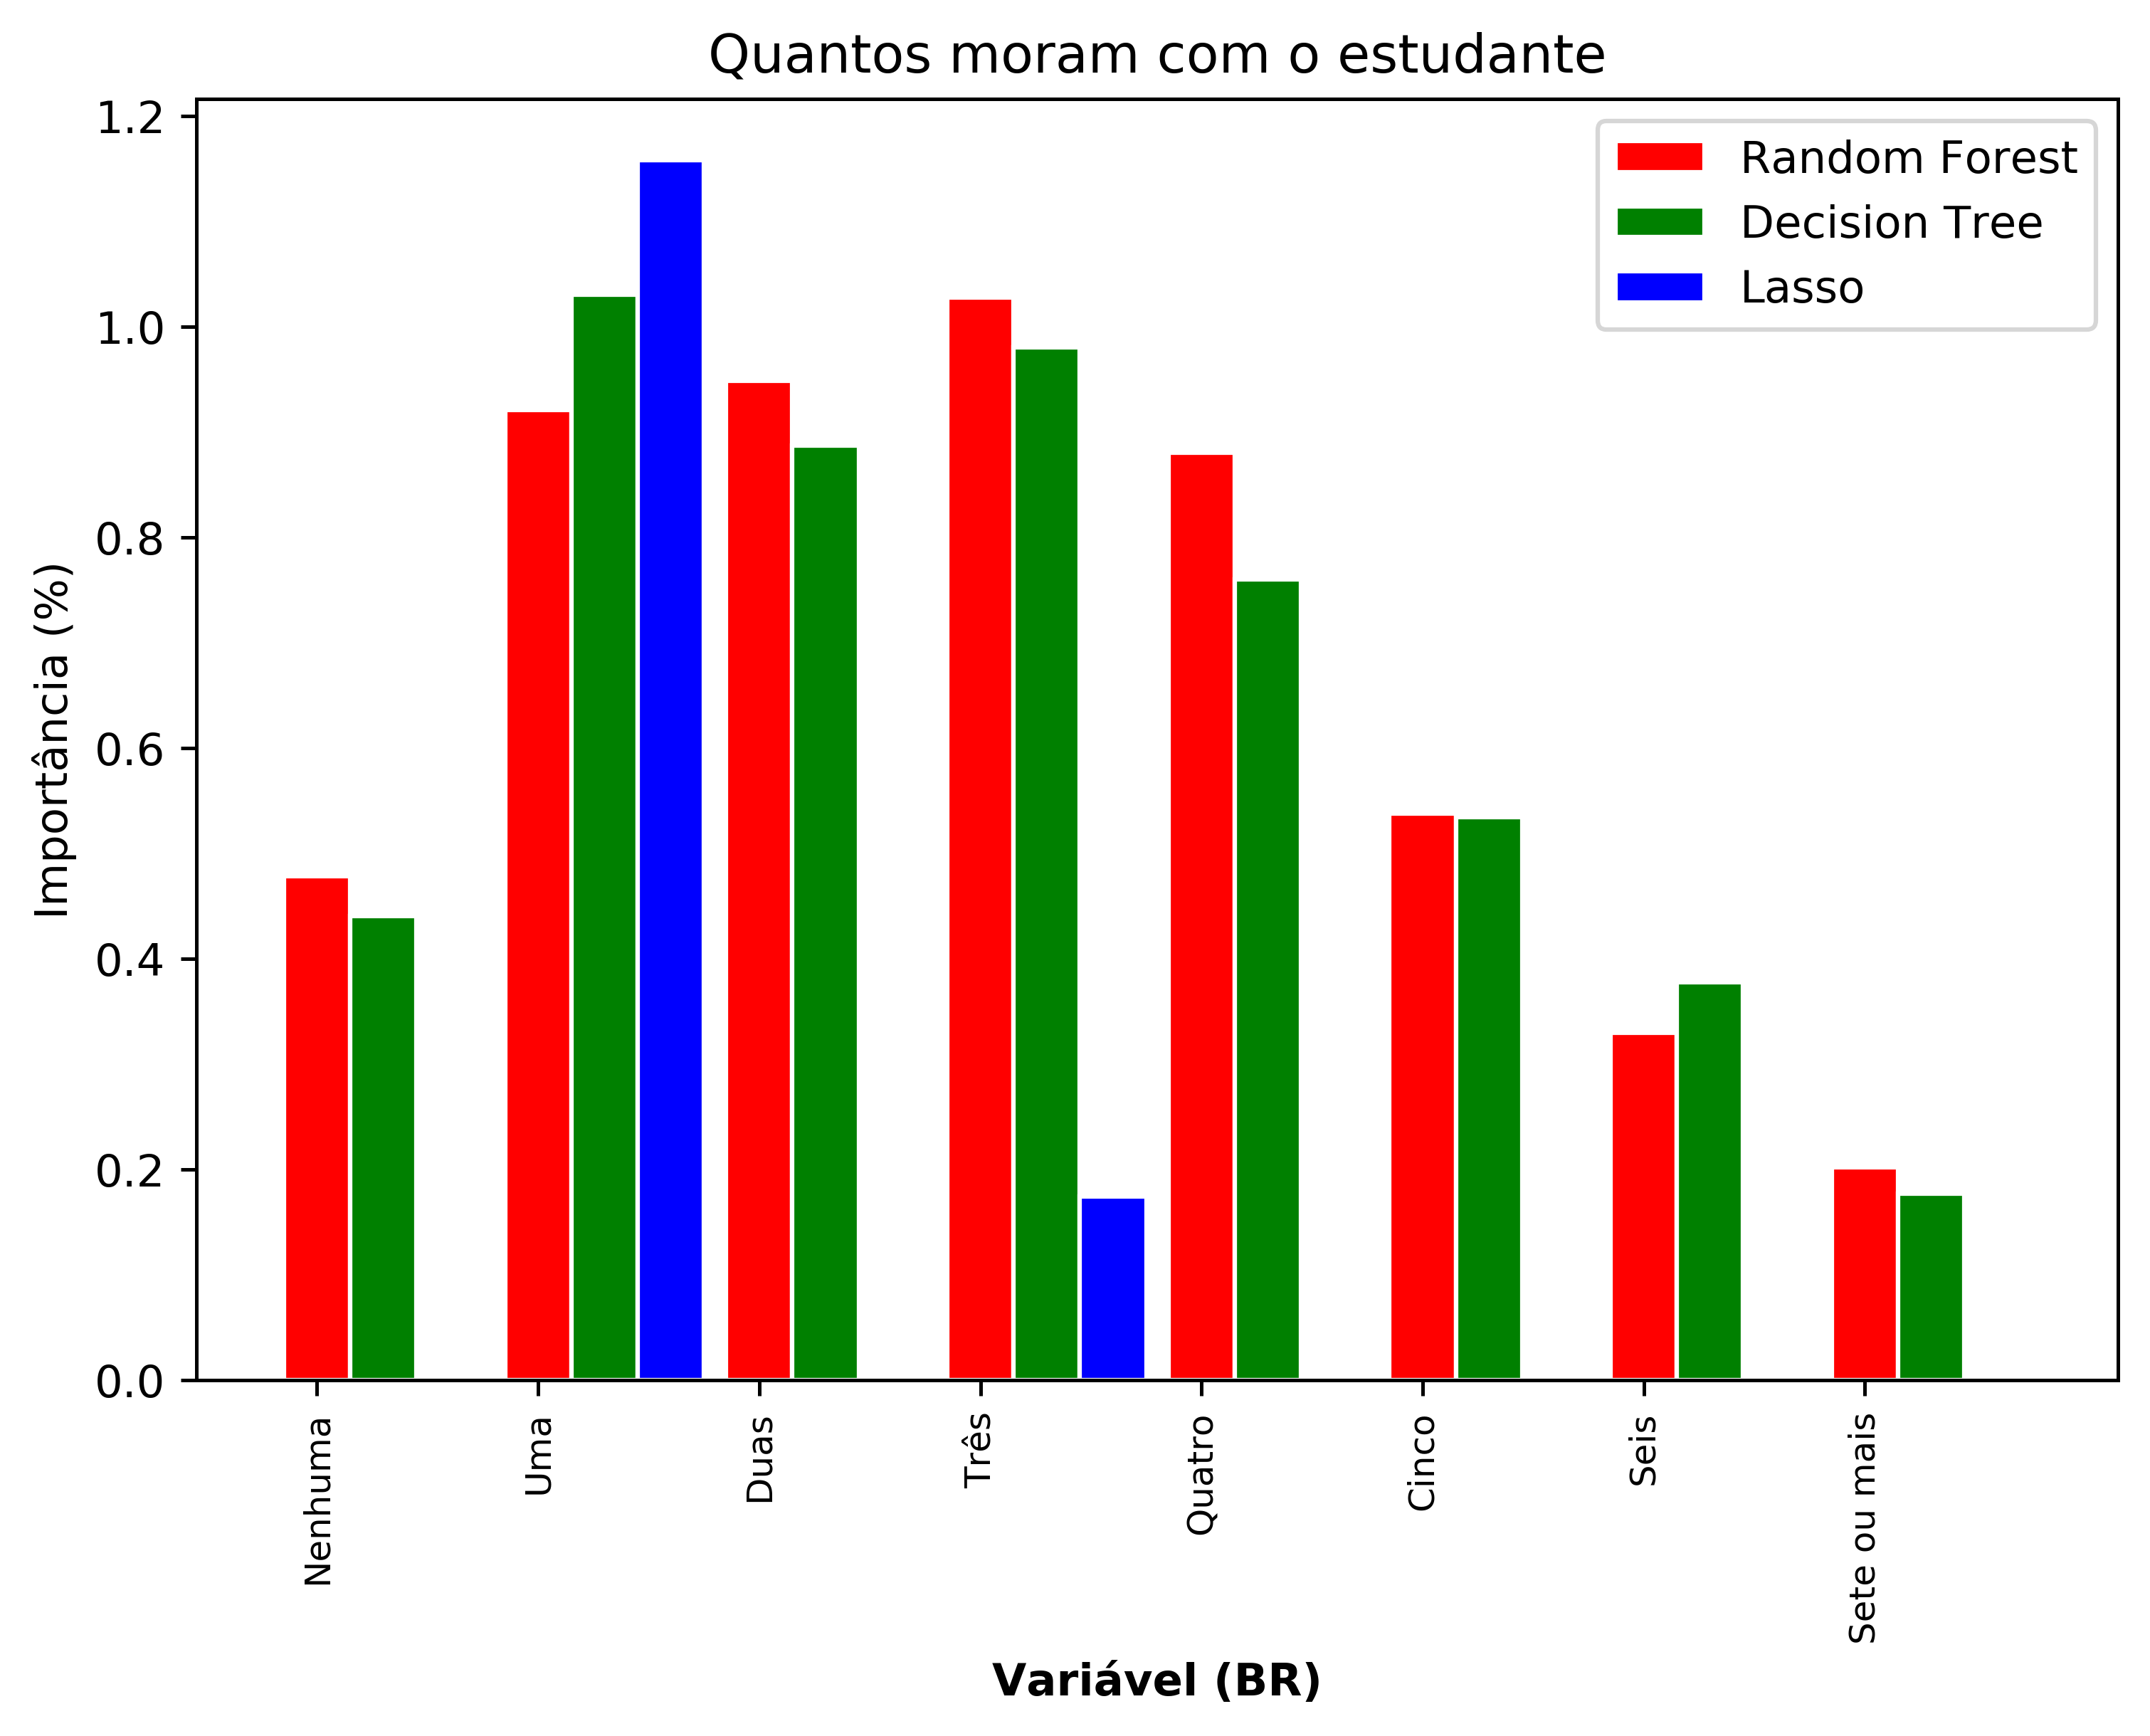 Quantos moram com o estudante
1.2
1.0
0.8
0.6
0.4
0.2
0.0
Importância (%)
Random Forest
Decision Tree
Lasso
Nenhuma
Uma
Duas
Três
Quatro
Cinco
Seis
Sete ou mais
Variável (BR)